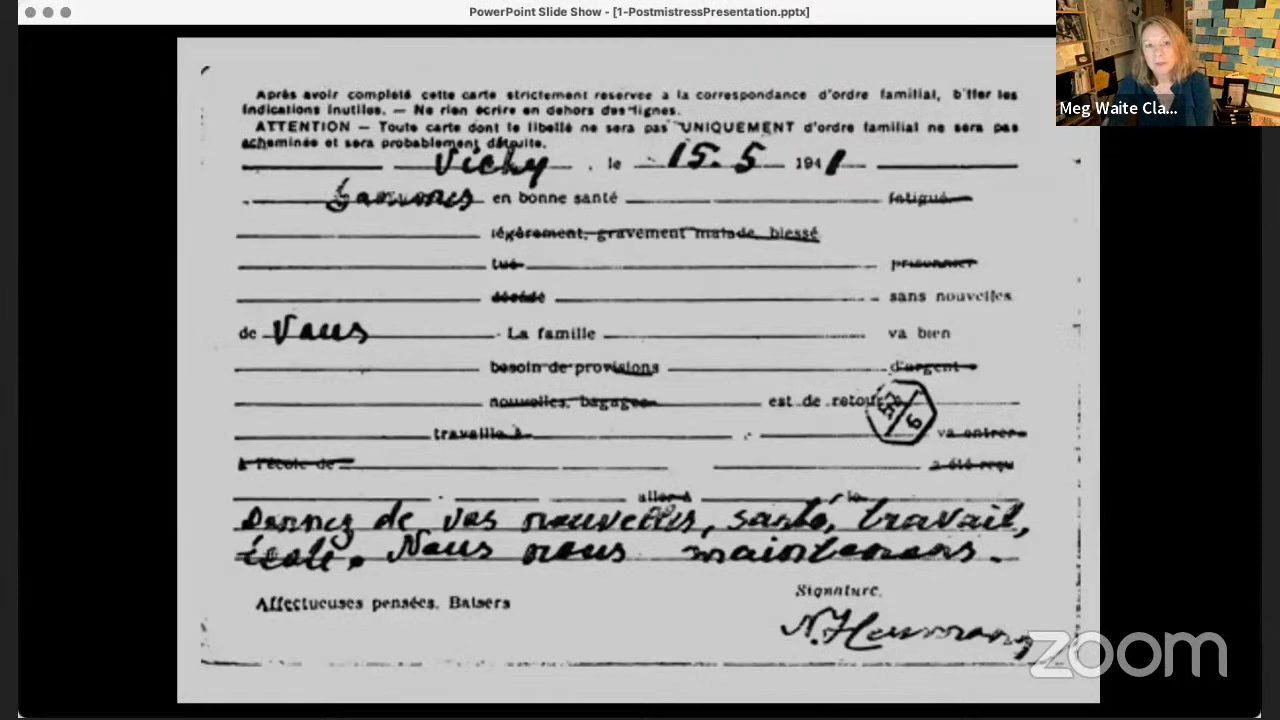 PowerPoint Slide Show - [1-PostmistressPresentation.pptx]
Meg Waite Cla...
Après avoir complété cette carte strictement réservée à la correspondance d'ordre familial, biffer les
indications inutiles. — Ne rien écrire en dehors des lignes.
ATTENTION — Toute carte dont le libellé ne sera pas UNIQUEMENT d'ordre familial ne sera pas
acheminée et sera probablement détruite.
Vichy , le 15.5 1941
Sommes en bonne santé fatigué
légèrement, gravement malade, blessé
tué prisonnier
décédé sans nouvelles
de Vous La famille va bien
besoin de provisions d'argent
nouvelles, bagages est de retour à
travaille à va entrer
à l'école de a été reçu
aller à le
Donnez de vos nouvelles, santé, travail,
école. Nous nous maintenons.
Signature.
Affectueuses pensées. Baisers
zoom